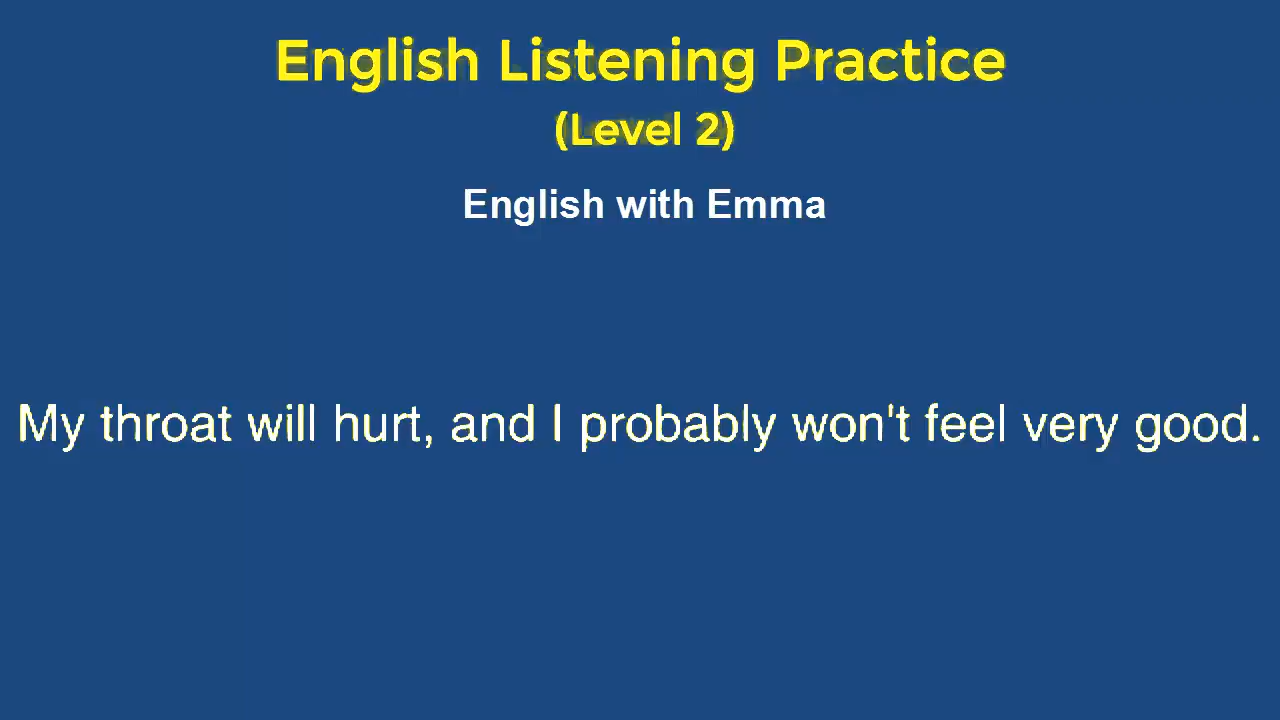 English Listening Practice
(Level 2)
English with Emma
My throat will hurt, and I probably won't feel very good.